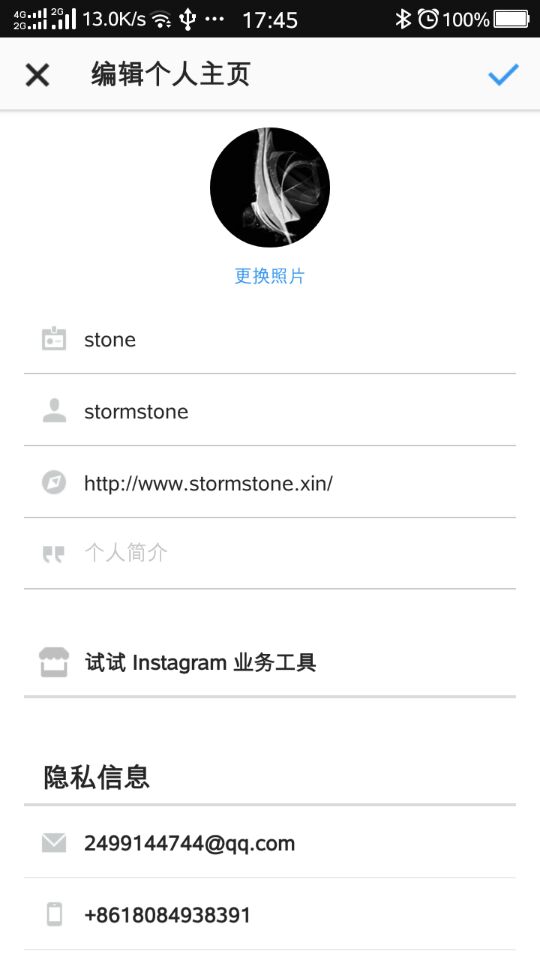 4G 2G 2G 13.0K/s 17:45 100%
编辑个人主页
更换照片
stone
stormstone
http://www.stormstone.xin/
个人简介
试试 Instagram 业务工具
隐私信息
2499144744@qq.com
+8618084938391